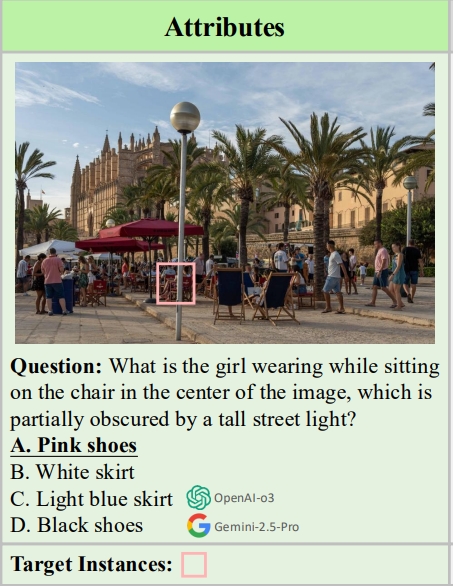 Attributes
Question: What is the girl wearing while sitting
on the chair in the center of the image, which is
partially obscured by a tall street light?
A. Pink shoes
B. White skirt
C. Light blue skirt OpenAI-o3
D. Black shoes Gemini-2.5-Pro
Target Instances: